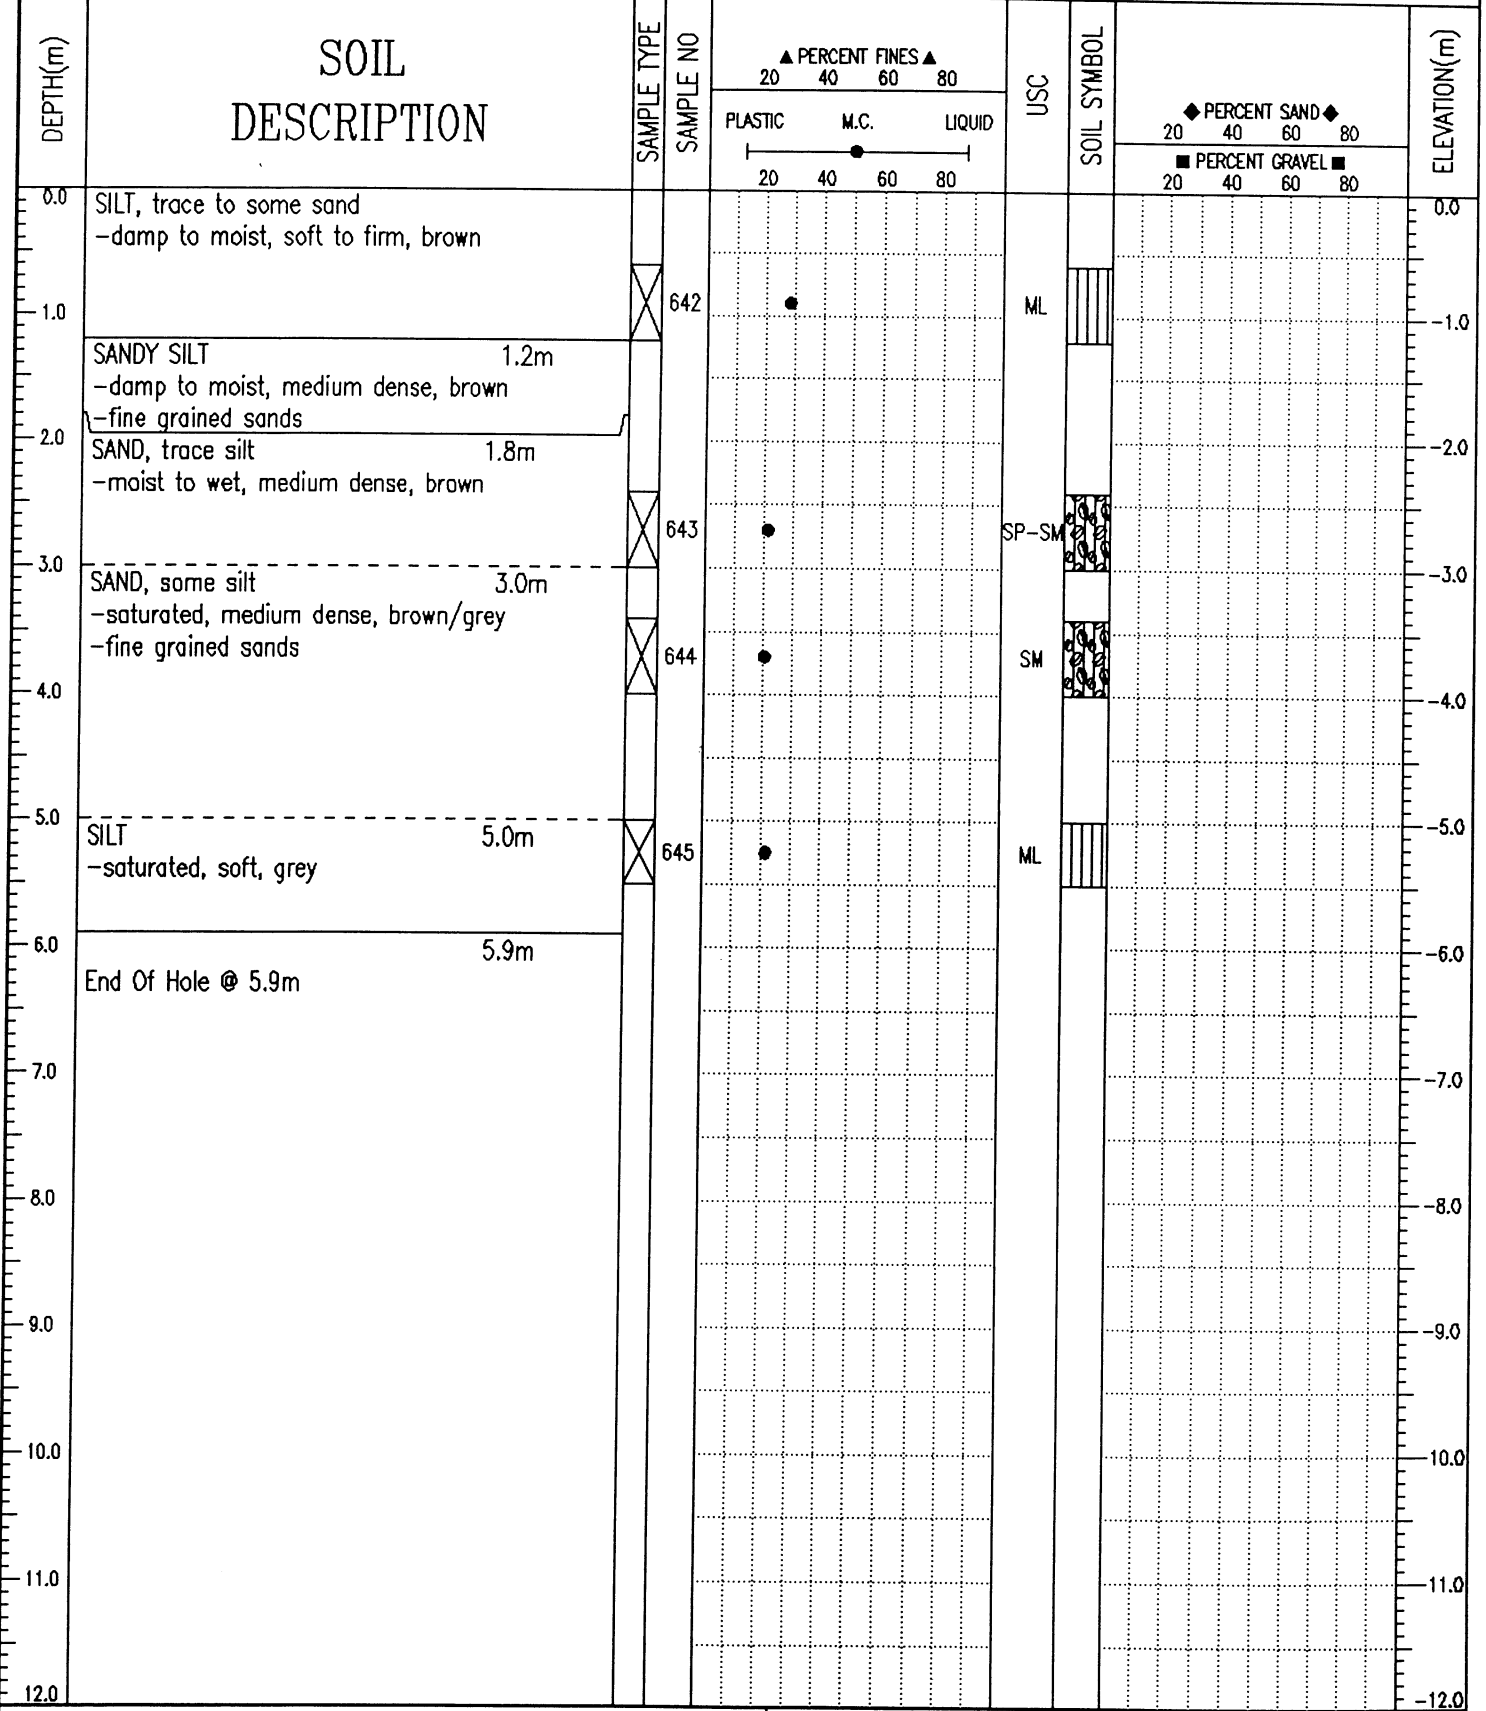 DEPTH(m)
SOIL
DESCRIPTION
SAMPLE TYPE
SAMPLE NO
▲ PERCENT FINES ▲
20 40 60 80
PLASTIC M.C. LIQUID
20 40 60 80
USC
SOIL SYMBOL
◆ PERCENT SAND ◆
20 40 60 80
■ PERCENT GRAVEL ■
20 40 60 80
ELEVATION(m)
0.0
SILT, trace to some sand
0.0
-damp to moist, soft to firm, brown
1.0
642
ML
-1.0
SANDY SILT 1.2m
-damp to moist, medium dense, brown
-fine grained sands
2.0
-2.0
SAND, trace silt 1.8m
-moist to wet, medium dense, brown
643
SP-SM
3.0
-3.0
SAND, some silt 3.0m
-saturated, medium dense, brown/grey
-fine grained sands
644
SM
4.0
-4.0
5.0
-5.0
SILT 5.0m
645
ML
-saturated, soft, grey
6.0
5.9m
-6.0
End Of Hole @ 5.9m
7.0
-7.0
8.0
-8.0
9.0
-9.0
10.0
-10.0
11.0
-11.0
12.0
-12.0